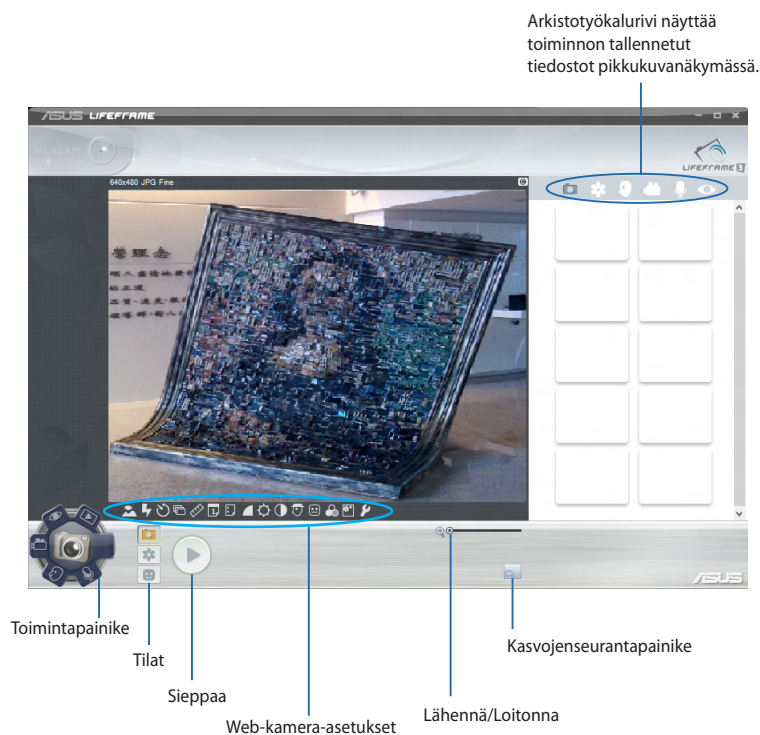 Arkistotyökalurivi näyttää
toiminnon tallennetut
tiedostot pikkukuvanäkymässä.
ASUS LIFEFRAME
WEBCAM
LIFEFRAME 3
640x480 JPG Fine
ASUS
Toimintapainike
Tilat
Sieppaa
Web-kamera-asetukset
Lähennä/Loitonna
Kasvojenseurantapainike